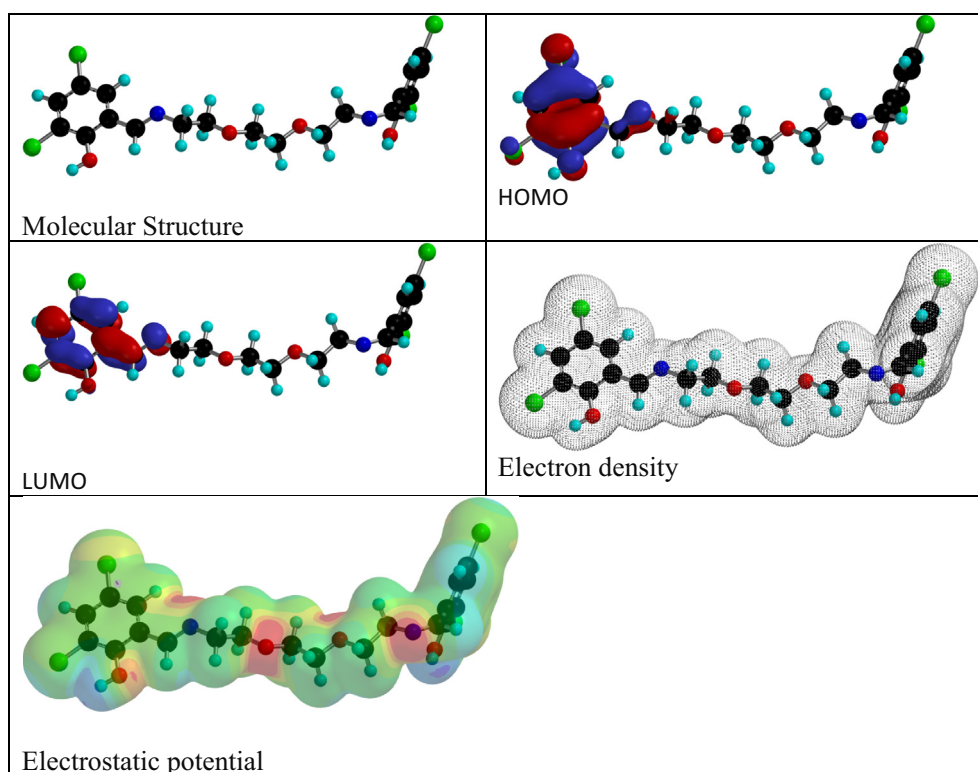 Molecular Structure
HOMO
LUMO
Electron density
Electrostatic potential